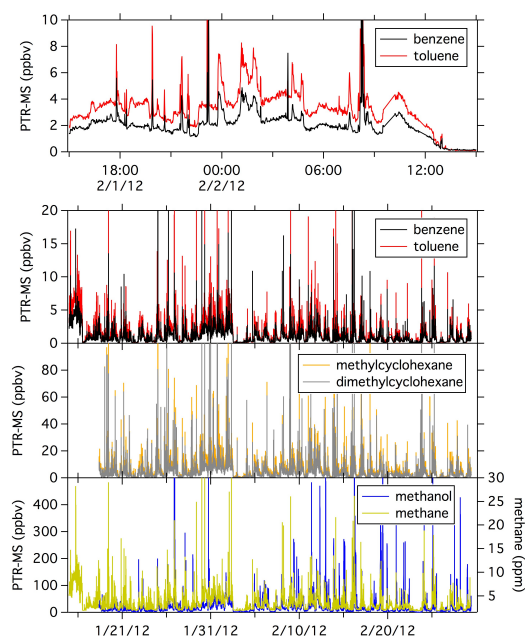 10
8
6
4
2
0
PTR-MS (ppbv)
benzene
toluene
18:00
2/1/12
00:00
2/2/12
06:00
12:00
20
15
10
5
0
PTR-MS (ppbv)
benzene
toluene
80
60
40
20
0
PTR-MS (ppbv)
methylcyclohexane
dimethylcyclohexane
400
300
200
100
0
PTR-MS (ppbv)
methanol
methane
30
25
20
15
10
5
methane (ppm)
1/21/12
1/31/12
2/10/12
2/20/12